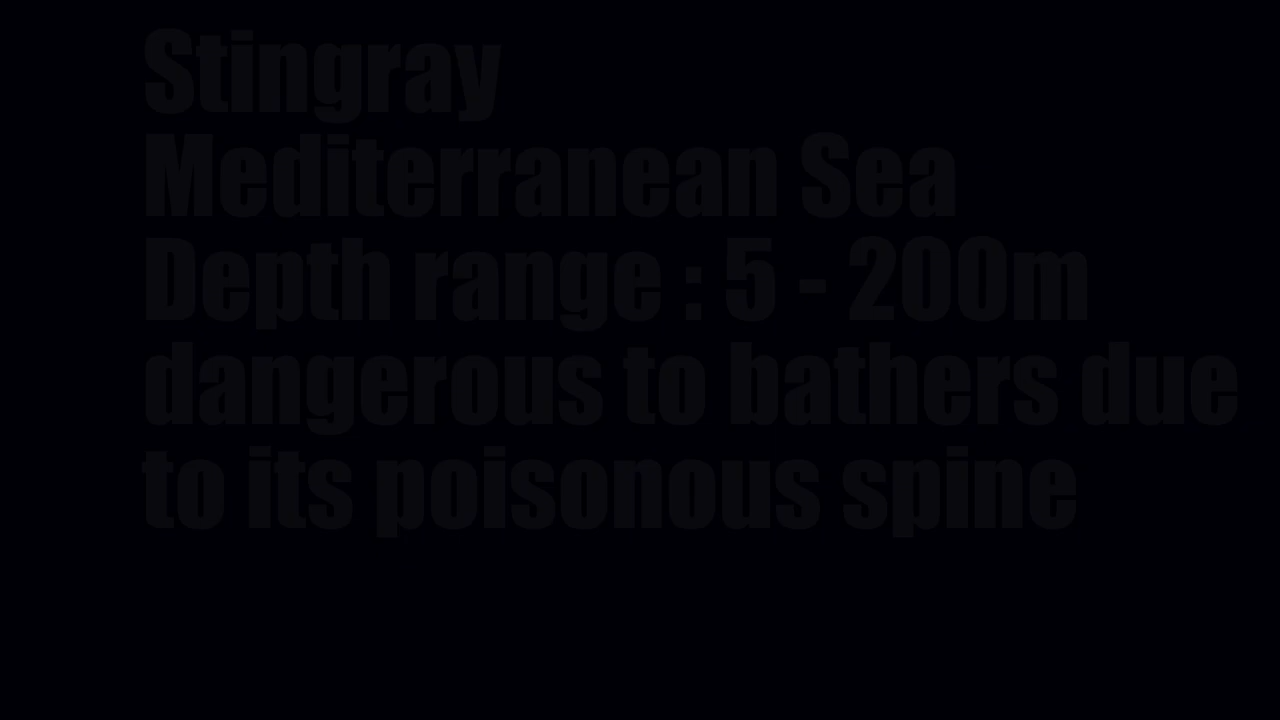 Stingray
Mediterranean Sea
Depth range : 5 - 200m
dangerous to bathers due
to its poisonous spine